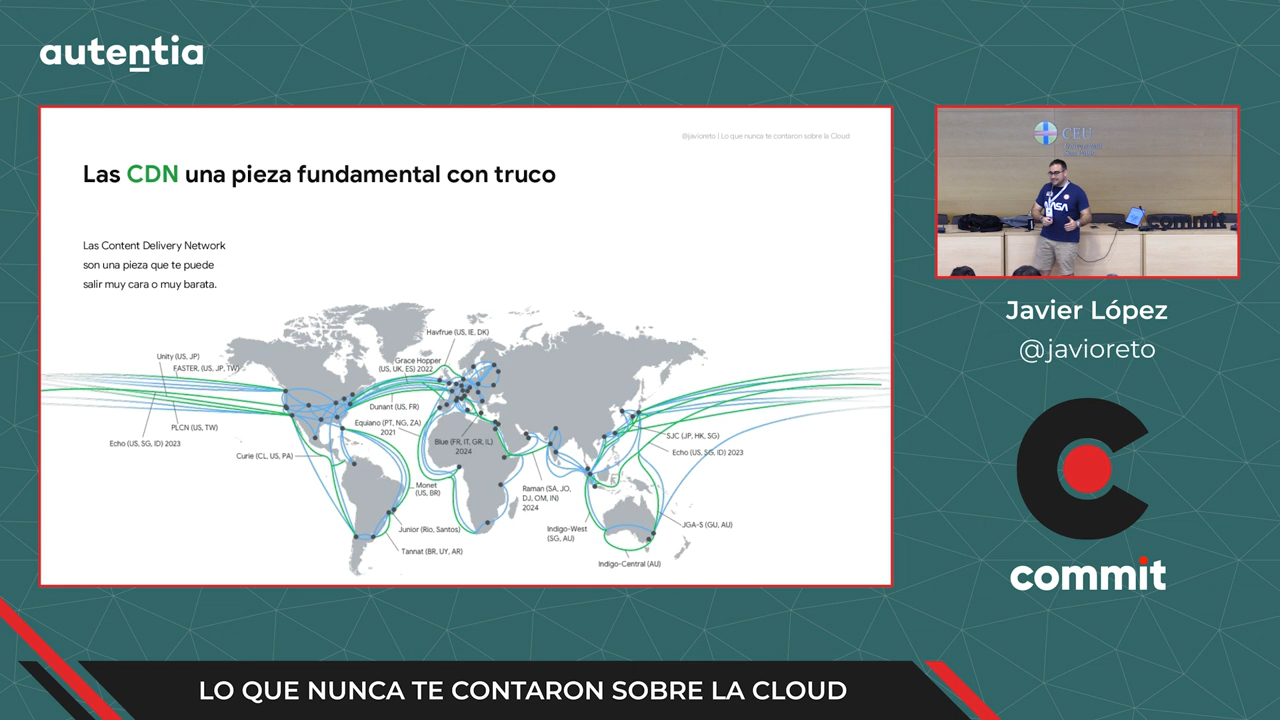 autentia
@javioreto | Lo que nunca te contaron sobre la Cloud
Las CDN una pieza fundamental con truco
Las Content Delivery Network
son una pieza que te puede
salir muy cara o muy barata.
Havfrue (US, IE, DK)
Unity (US, JP)
FASTER, (US, JP, TW)
Grace Hopper
(US, UK, ES) 2022
Dunant (US, FR)
Equiano (PT, NG, ZA)
2021
PLCN (US, TW)
Echo (US, SG, ID) 2023
Blue (FR, IT, GR, IL)
2024
SJC (JP, HK, SG)
Echo (US, SG, ID) 2023
Curie (CL, US, PA)
Monet
(US, BR)
Raman (SA, JO,
DJ, OM, IN)
2024
Junior (Rio, Santos)
Indigo-West
(SG, AU)
JGA-S (GU, AU)
Tannat (BR, UY, AR)
Indigo-Central (AU)
CEU
NASA
commit
Javier López
@javioreto
commit
LO QUE NUNCA TE CONTARON SOBRE LA CLOUD